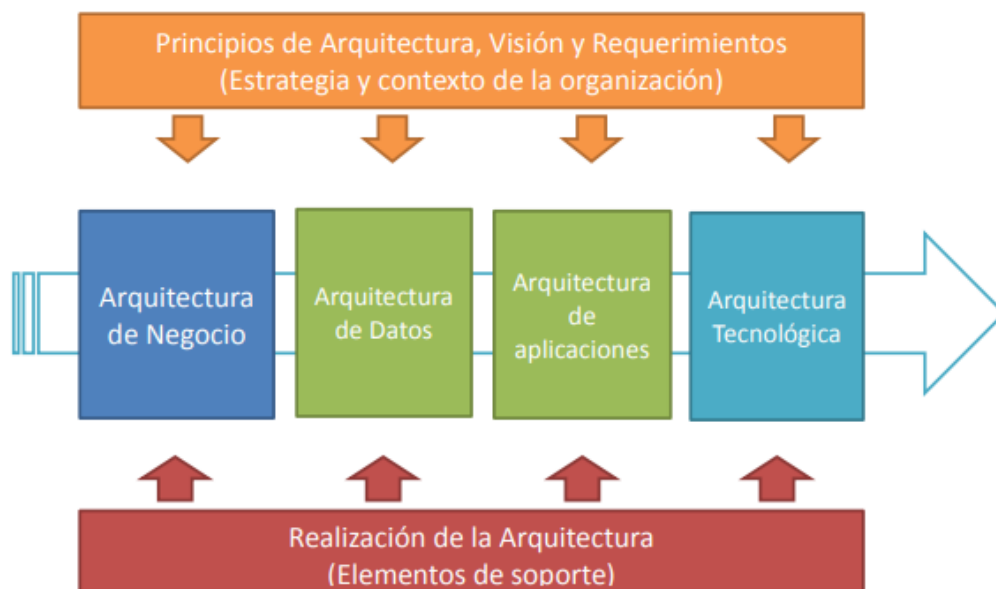 Principios de Arquitectura, Visión y Requerimientos
(Estrategia y contexto de la organización)
Arquitectura
de Negocio
Arquitectura
de Datos
Arquitectura
de
aplicaciones
Arquitectura
Tecnológica
Realización de la Arquitectura
(Elementos de soporte)